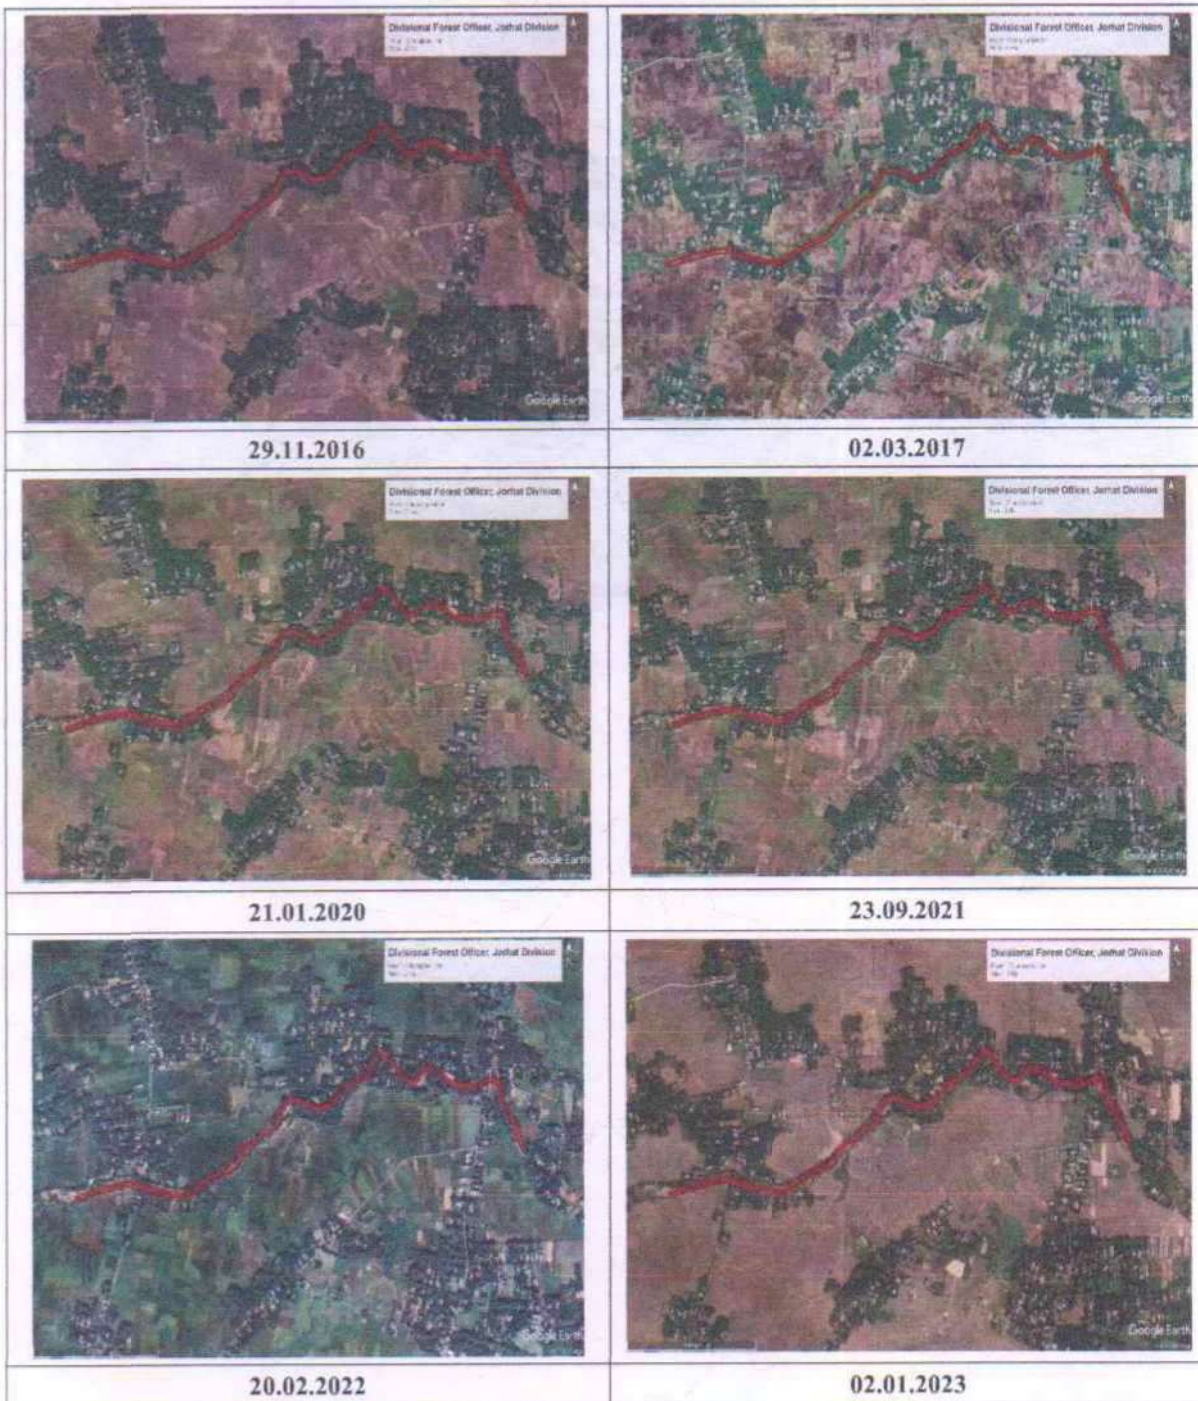 Divisional Forest Officer, Jorhat Division
Google Earth
Divisional Forest Officer, Jorhat Division
Google Earth
29.11.2016
02.03.2017
Divisional Forest Officer, Jorhat Division
Google Earth
Divisional Forest Officer, Jorhat Division
Google Earth
21.01.2020
23.09.2021
Divisional Forest Officer, Jorhat Division
Google Earth
Divisional Forest Officer, Jorhat Division
Google Earth
20.02.2022
02.01.2023